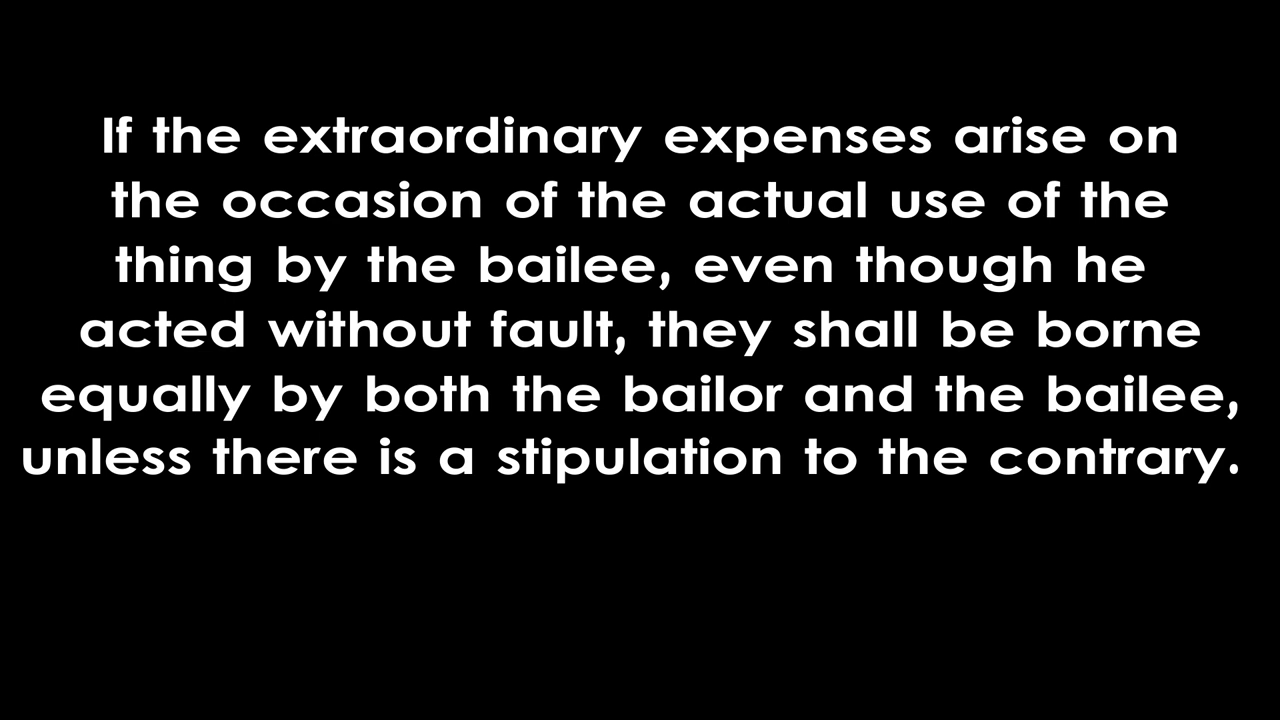 If the extraordinary expenses arise on
the occasion of the actual use of the
thing by the bailee, even though he
acted without fault, they shall be borne
equally by both the bailor and the bailee,
unless there is a stipulation to the contrary.